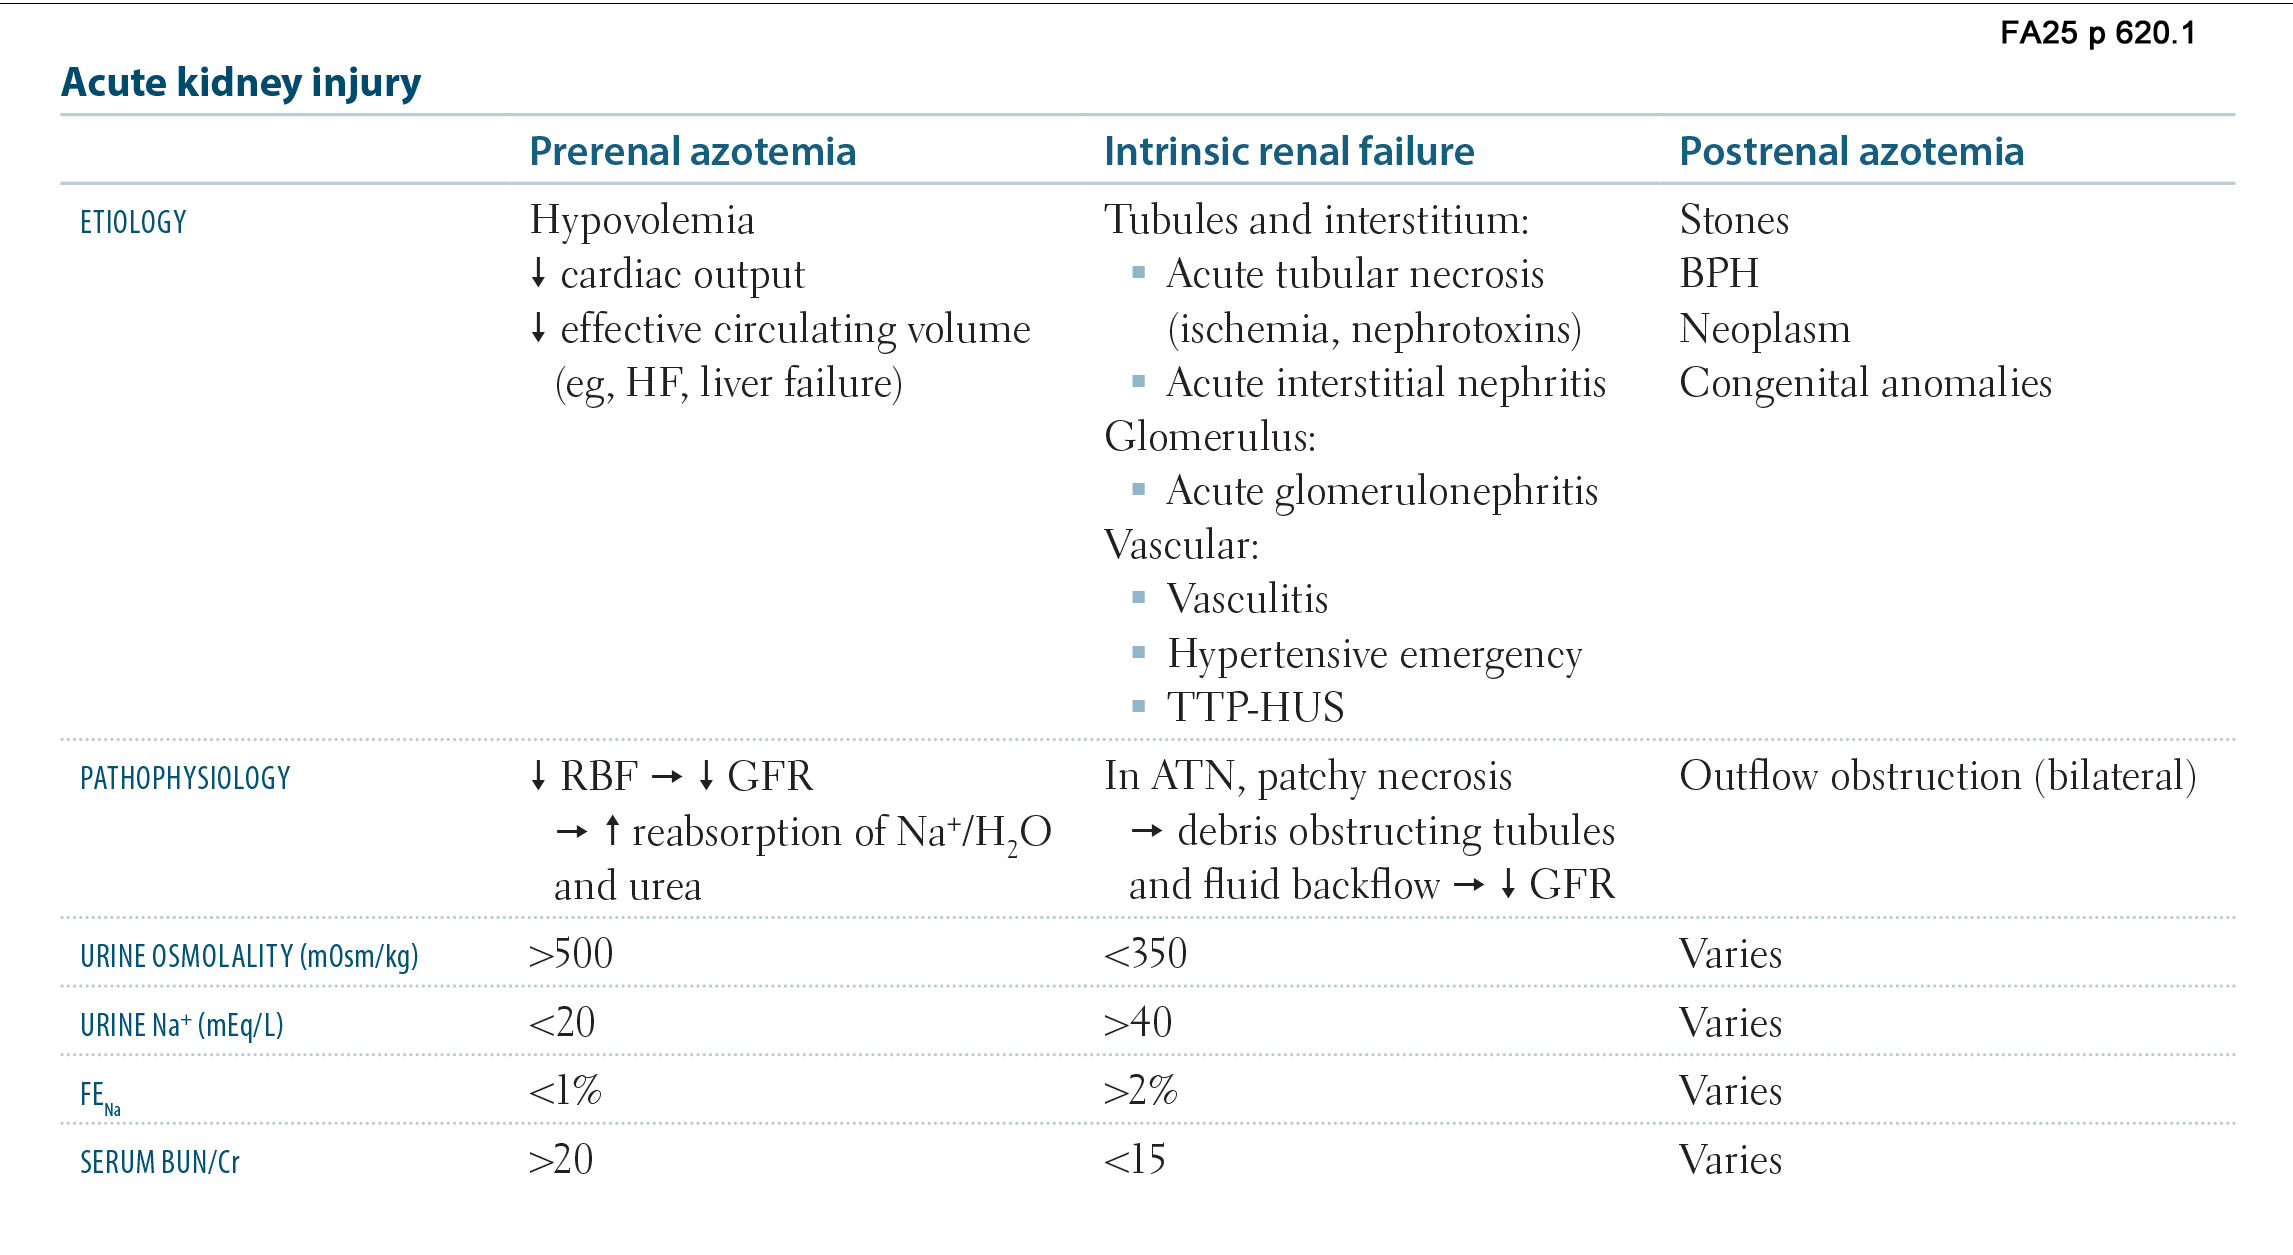 FA25 p 620.1
Acute kidney injury
Prerenal azotemia Intrinsic renal failure Postrenal azotemia
ETIOLOGY Hypovolemia Tubules and interstitium: Stones
↓ cardiac output ▪ Acute tubular necrosis BPH
↓ effective circulating volume (ischemia, nephrotoxins) Neoplasm
(eg, HF, liver failure) ▪ Acute interstitial nephritis Congenital anomalies
Glomerulus:
▪ Acute glomerulonephritis
Vascular:
▪ Vasculitis
▪ Hypertensive emergency
▪ TTP-HUS
PATHOPHYSIOLOGY ↓ RBF → ↓ GFR In ATN, patchy necrosis Outflow obstruction (bilateral)
→ ↑ reabsorption of Na⁺/H₂O → debris obstructing tubules
and urea and fluid backflow → ↓ GFR
URINE OSMOLALITY (mOsm/kg) >500 <350 Varies
URINE Na⁺ (mEq/L) <20 >40 Varies
FENa <1% >2% Varies
SERUM BUN/Cr >20 <15 Varies